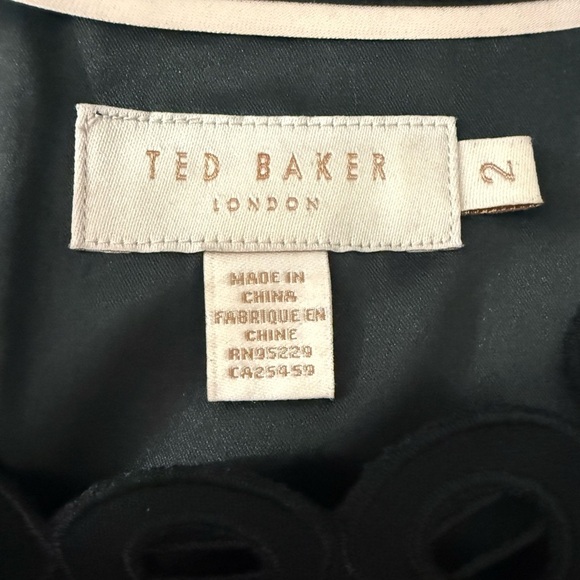 TED BAKER
LONDON
2
MADE IN
CHINA
FABRIQUE EN
CHINE
RN95229
CA25459